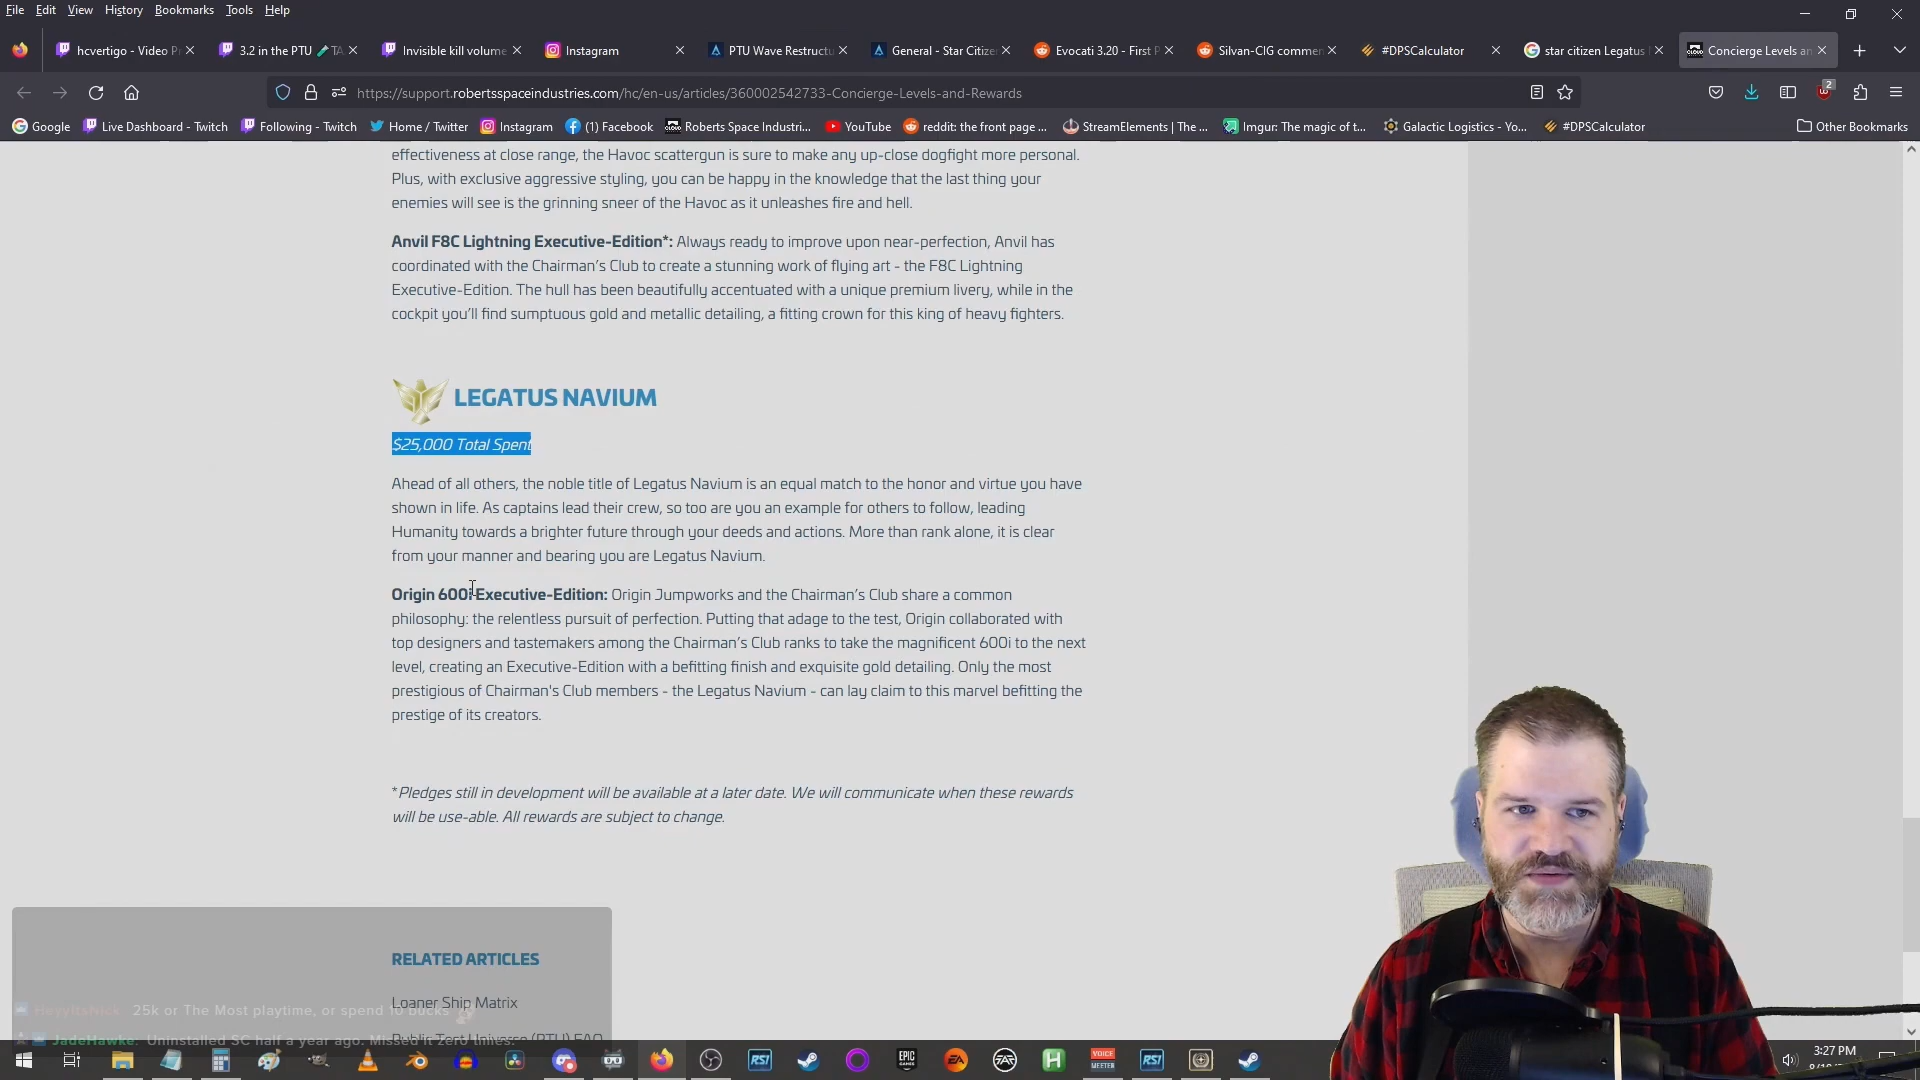 File Edit View History Bookmarks Tools Help
hcvertigo - Video P
3.2 in the PTU
Invisible kill volume
Instagram
PTU Wave Restructu
General - Star Citize
Evocati 3.20 - First P
Silvan-CIG commen
#DPSCalculator
star citizen Legatus
Concierge Levels an
https://support.robertsspaceindustries.com/hc/en-us/articles/360002542733-Concierge-Levels-and-Rewards
2
Google
Live Dashboard - Twitch
Following - Twitch
Home / Twitter
Instagram
(1) Facebook
Roberts Space Industri...
YouTube
reddit: the front page ...
StreamElements | The ...
Imgur: The magic of t...
Galactic Logistics - Yo...
#DPSCalculator
Other Bookmarks
effectiveness at close range, the Havoc scattergun is sure to make any up-close dogfight more personal.
Plus, with exclusive aggressive styling, you can be happy in the knowledge that the last thing your
enemies will see is the grinning sneer of the Havoc as it unleashes fire and hell.
Anvil F8C Lightning Executive-Edition*: Always ready to improve upon near-perfection, Anvil has
coordinated with the Chairman's Club to create a stunning work of flying art - the F8C Lightning
Executive-Edition. The hull has been beautifully accentuated with a unique premium livery, while in the
cockpit you'll find sumptuous gold and metallic detailing, a fitting crown for this king of heavy fighters.
LEGATUS NAVIUM
$25,000 Total Spent
Ahead of all others, the noble title of Legatus Navium is an equal match to the honor and virtue you have
shown in life. As captains lead their crew, so too are you an example for others to follow, leading
Humanity towards a brighter future through your deeds and actions. More than rank alone, it is clear
from your manner and bearing you are Legatus Navium.
Origin 600i Executive-Edition: Origin Jumpworks and the Chairman's Club share a common
philosophy: the relentless pursuit of perfection. Putting that adage to the test, Origin collaborated with
top designers and tastemakers among the Chairman's Club ranks to take the magnificent 600i to the next
level, creating an Executive-Edition with a befitting finish and exquisite gold detailing. Only the most
prestigious of Chairman's Club members - the Legatus Navium - can lay claim to this marvel befitting the
prestige of its creators.
*Pledges still in development will be available at a later date. We will communicate when these rewards
will be use-able. All rewards are subject to change.
RELATED ARTICLES
Loaner Ship Matrix
HeyyItsNick: 25k or The Most playtime, or spend 10 bucks
Public Test Universe (PTU) FAQ
JadeHawke: Uninstalled SC half a year ago. Missed it ever since 
RSI
EPIC GAMES
EA
H
VOICE MEETER
RSI
3:27 PM